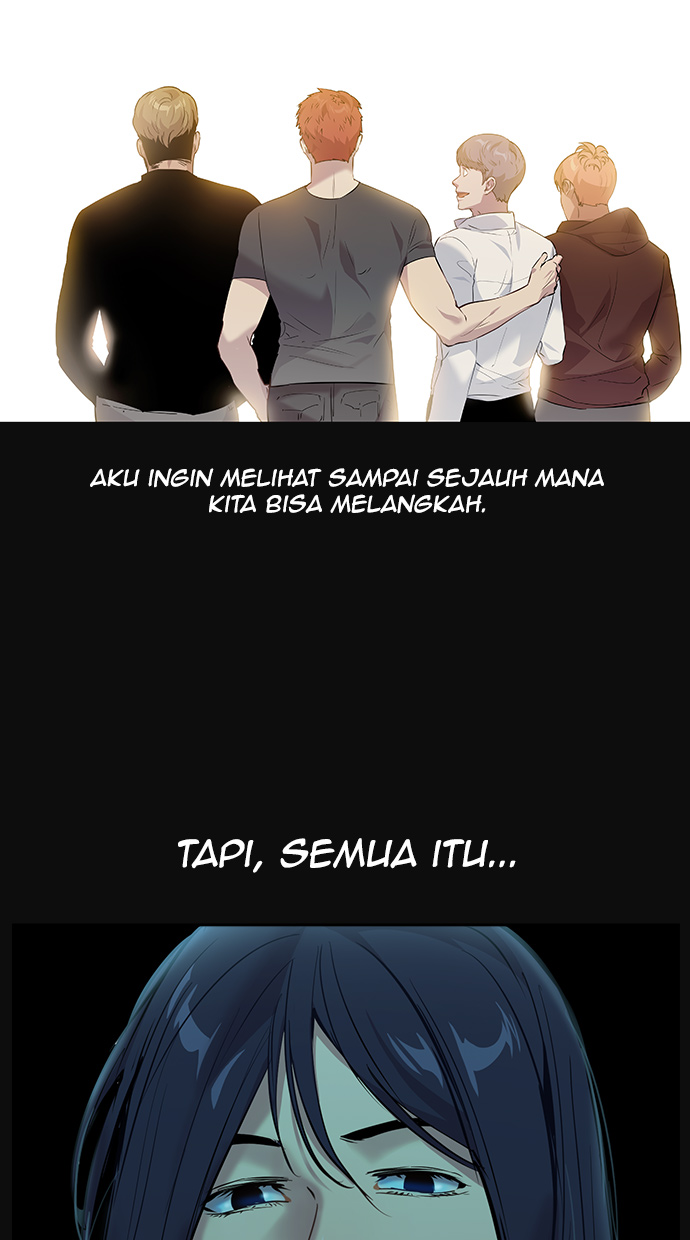 AKU INGIN MELIHAT SAMPAI SEJAUH MANA
KITA BISA MELANGKAH.
TAPI, SEMUA ITU...